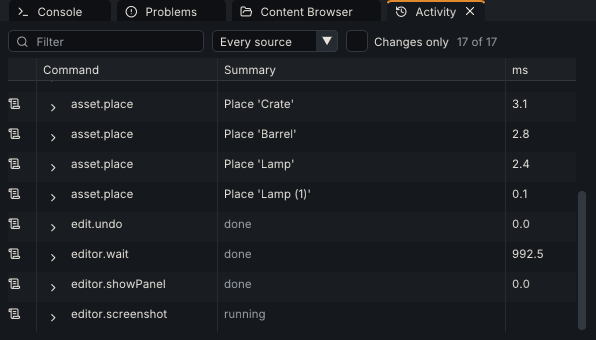 Console Problems Content Browser Activity
Filter Every source Changes only 17 of 17
Command Summary ms
asset.place Place 'Crate' 3.1
asset.place Place 'Barrel' 2.8
asset.place Place 'Lamp' 2.4
asset.place Place 'Lamp (1)' 0.1
edit.undo done 0.0
editor.wait done 992.5
editor.showPanel done 0.0
editor.screenshot running